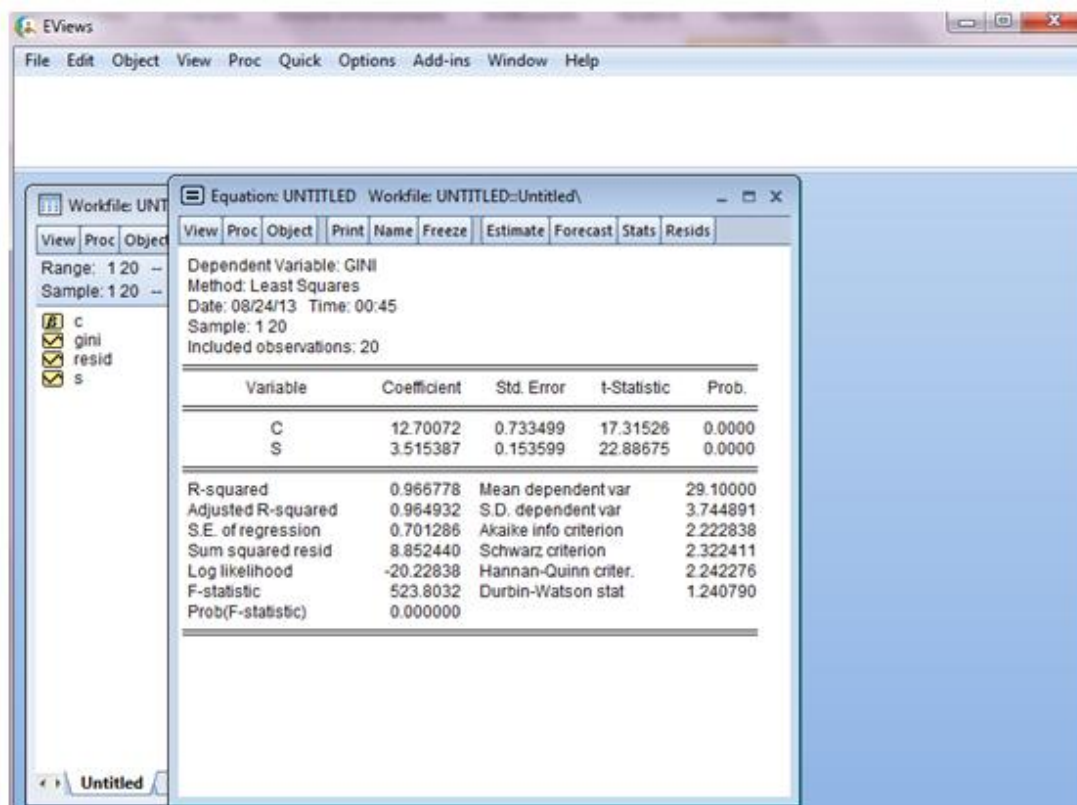 EViews
File Edit Object View Proc Quick Options Add-ins Window Help
Workfile: UNT
View Proc Object
Range: 1 20 --
Sample: 1 20 --
c
gini
resid
s
Untitled
Equation: UNTITLED Workfile: UNTITLED::Untitled\
View Proc Object Print Name Freeze Estimate Forecast Stats Resids
Dependent Variable: GINI
Method: Least Squares
Date: 08/24/13 Time: 00:45
Sample: 1 20
Included observations: 20
Variable Coefficient Std. Error t-Statistic Prob.
C 12.70072 0.733499 17.31526 0.0000
S 3.515387 0.153599 22.88675 0.0000
R-squared 0.966778 Mean dependent var 29.10000
Adjusted R-squared 0.964932 S.D. dependent var 3.744891
S.E. of regression 0.701286 Akaike info criterion 2.222838
Sum squared resid 8.852440 Schwarz criterion 2.322411
Log likelihood -20.22838 Hannan-Quinn criter. 2.242276
F-statistic 523.8032 Durbin-Watson stat 1.240790
Prob(F-statistic) 0.000000